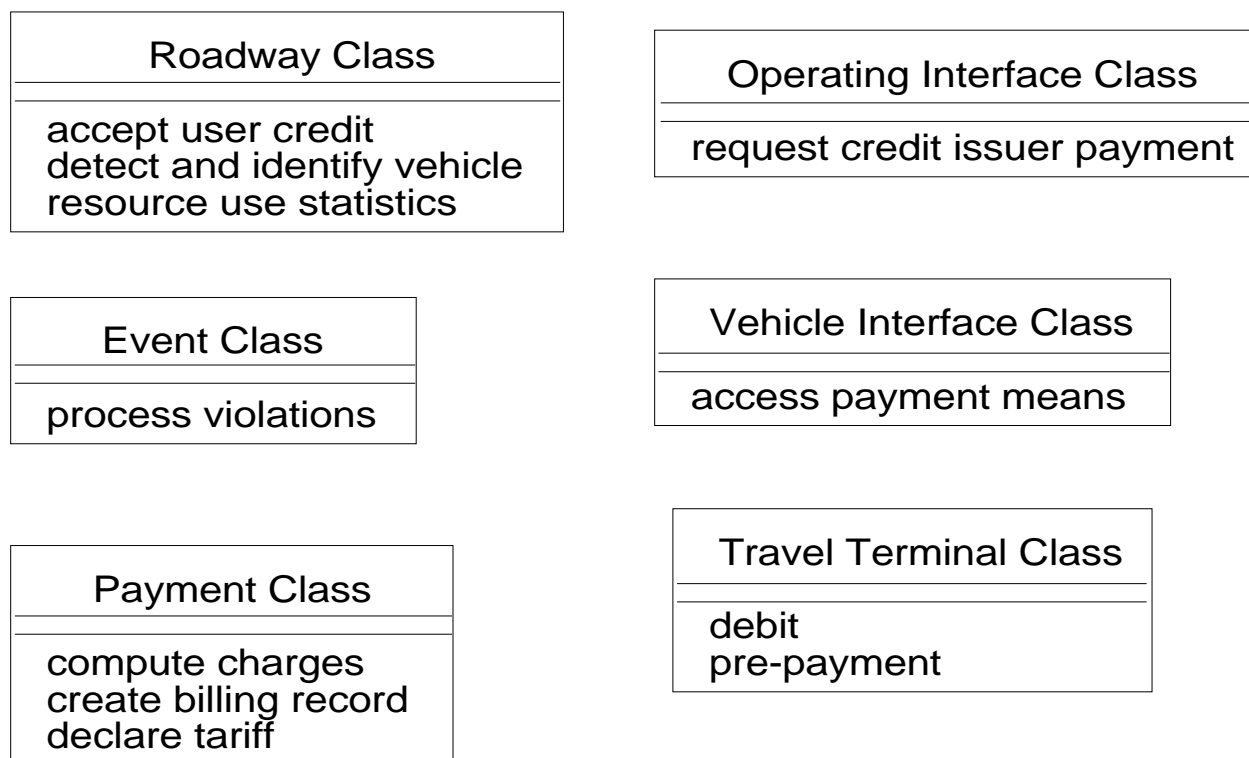 Roadway Class
accept user credit
detect and identify vehicle
resource use statistics
Operating Interface Class
request credit issuer payment
Event Class
process violations
Vehicle Interface Class
access payment means
Payment Class
compute charges
create billing record
declare tariff
Travel Terminal Class
debit
pre-payment